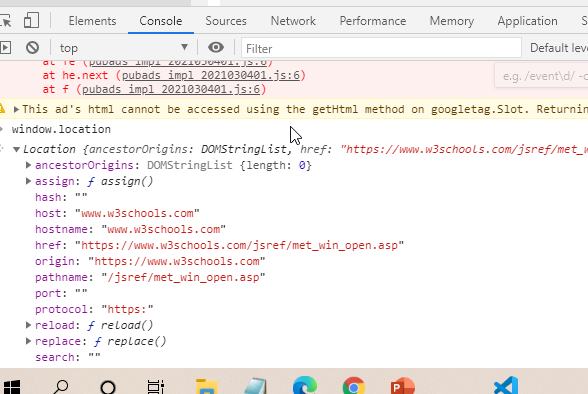 Elements Console Sources Network Performance Memory Application Security
top Filter Default leve
at fe (pubads_impl_2021030401.js:6)
at he.next (pubads_impl_2021030401.js:6)
at f (pubads_impl_2021030401.js:6)
e.g. /event\d/ -c
This ad's html cannot be accessed using the getHtml method on googletag.Slot. Returnin
window.location
Location {ancestorOrigins: DOMStringList, href: "https://www.w3schools.com/jsref/met_w
ancestorOrigins: DOMStringList {length: 0}
assign: ƒ assign()
hash: ""
host: "www.w3schools.com"
hostname: "www.w3schools.com"
href: "https://www.w3schools.com/jsref/met_win_open.asp"
origin: "https://www.w3schools.com"
pathname: "/jsref/met_win_open.asp"
port: ""
protocol: "https:"
reload: ƒ reload()
replace: ƒ replace()
search: ""